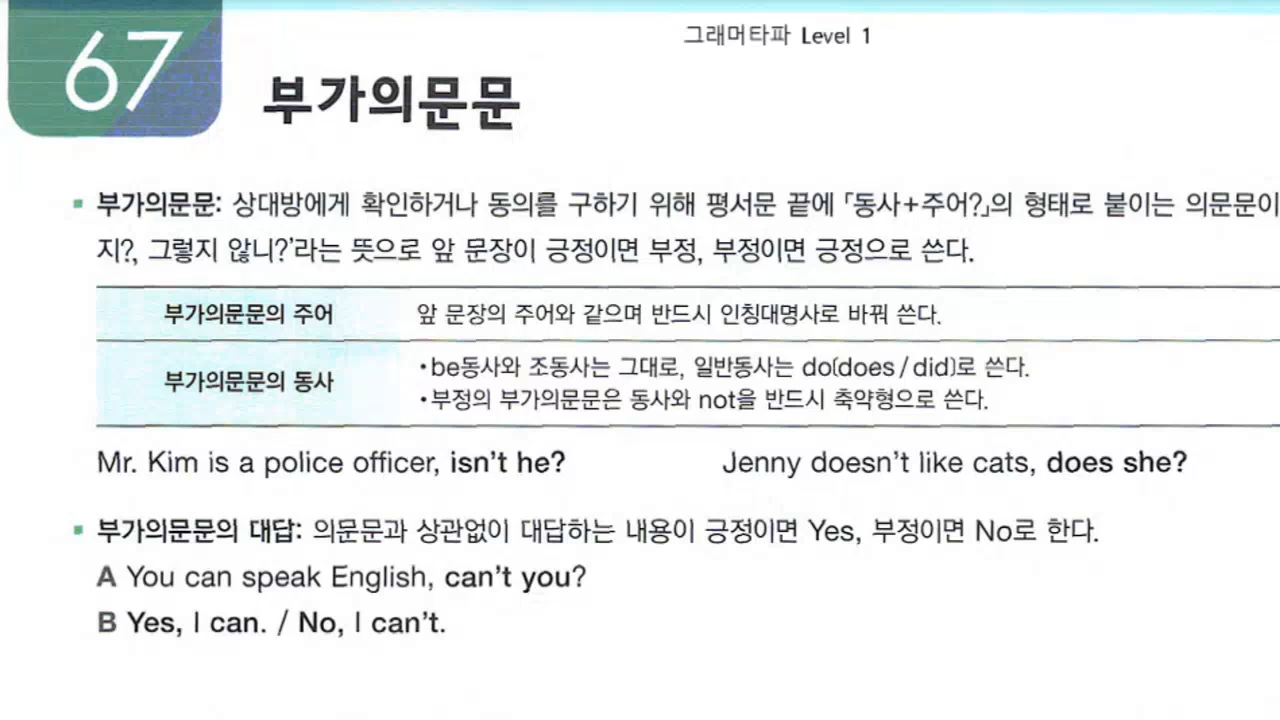 67
그래머타파 Level 1
부가의문문
부가의문문: 상대방에게 확인하거나 동의를 구하기 위해 평서문 끝에 「동사+주어?」의 형태로 붙이는 의문문이
지?, 그렇지 않니?'라는 뜻으로 앞 문장이 긍정이면 부정, 부정이면 긍정으로 쓴다.
부가의문문의 주어 앞 문장의 주어와 같으며 반드시 인칭대명사로 바꿔 쓴다.
부가의문문의 동사
•be동사와 조동사는 그대로, 일반동사는 do(does / did)로 쓴다.
•부정의 부가의문문은 동사와 not을 반드시 축약형으로 쓴다.
Mr. Kim is a police officer, isn't he? Jenny doesn't like cats, does she?
부가의문문의 대답: 의문문과 상관없이 대답하는 내용이 긍정이면 Yes, 부정이면 No로 한다.
A You can speak English, can't you?
B Yes, I can. / No, I can't.